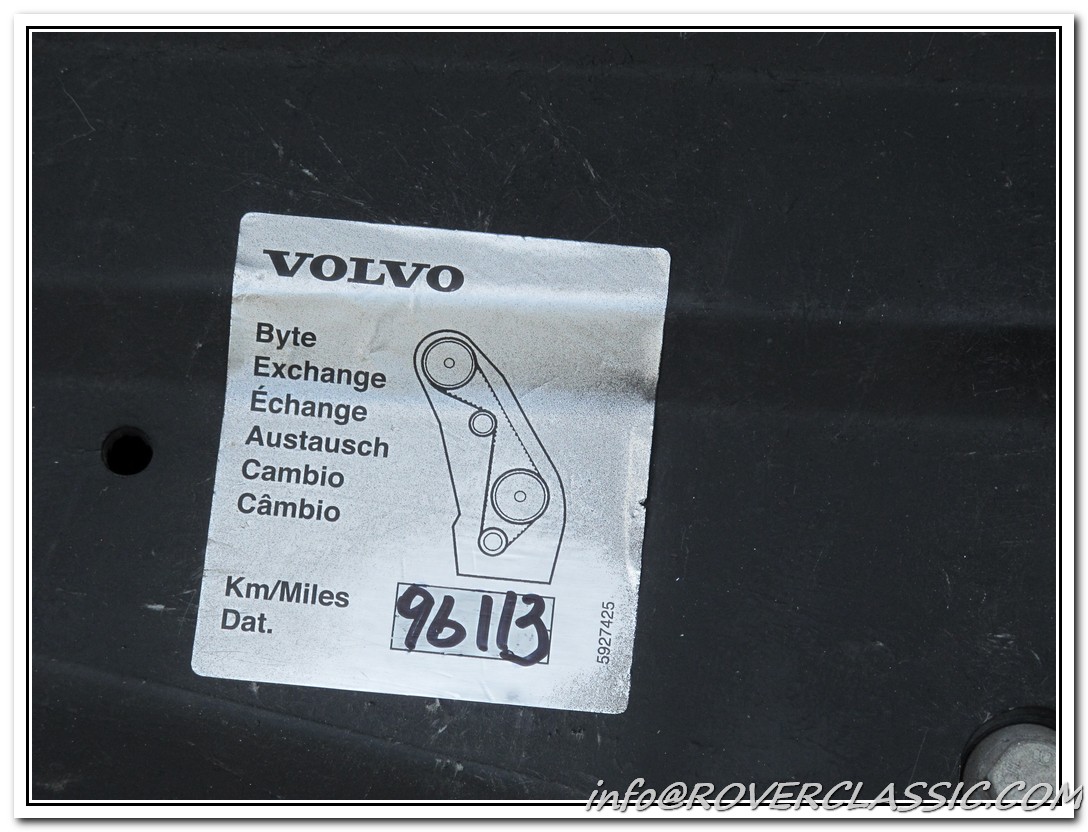 VOLVO
Byte
Exchange
Échange
Austausch
Cambio
Câmbio
Km/Miles
Dat.
96113
5927425
info@ROVERCLASSIC.COM